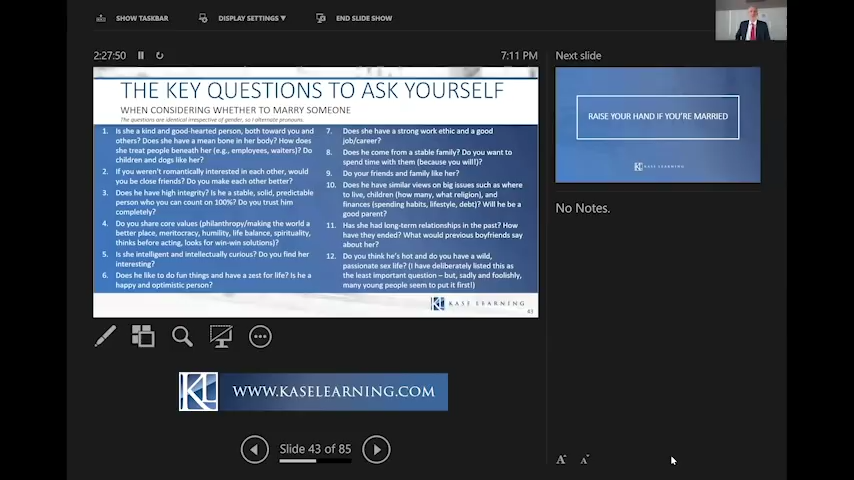 SHOW TASKBAR
DISPLAY SETTINGS ▼
END SLIDE SHOW
2:27:50
7:11 PM
THE KEY QUESTIONS TO ASK YOURSELF
WHEN CONSIDERING WHETHER TO MARRY SOMEONE
The questions are identical irrespective of gender, so I alternate pronouns.
1. Is she a kind and good-hearted person, both toward you and
others? Does she have a mean bone in her body? How does
she treat people beneath her (e.g., employees, waiters)? Do
children and dogs like her?
2. If you weren't romantically interested in each other, would
you be close friends? Do you make each other better?
3. Does he have high integrity? Is he a stable, solid, predictable
person who you can count on 100%? Do you trust him
completely?
4. Do you share core values (philanthropy/making the world a
better place, meritocracy, humility, life balance, spirituality,
thinks before acting, looks for win-win solutions)?
5. Is she intelligent and intellectually curious? Do you find her
interesting?
6. Does he like to do fun things and have a zest for life? Is he a
happy and optimistic person?
7. Does she have a strong work ethic and a good
job/career?
8. Does he come from a stable family? Do you want to
spend time with them (because you will!)?
9. Do your friends and family like her?
10. Does he have similar views on big issues such as where
to live, children (how many, what religion), and
finances (spending habits, lifestyle, debt)? Will he be a
good parent?
11. Has she had long-term relationships in the past? How
have they ended? What would previous boyfriends say
about her?
12. Do you think he's hot and do you have a wild,
passionate sex life? (I have deliberately listed this as
the least important question – but, sadly and foolishly,
many young people seem to put it first!)
KASE LEARNING
43
Next slide
RAISE YOUR HAND IF YOU'RE MARRIED
KASE LEARNING
No Notes.
KL
WWW.KASELEARNING.COM
Slide 43 of 85
A
A